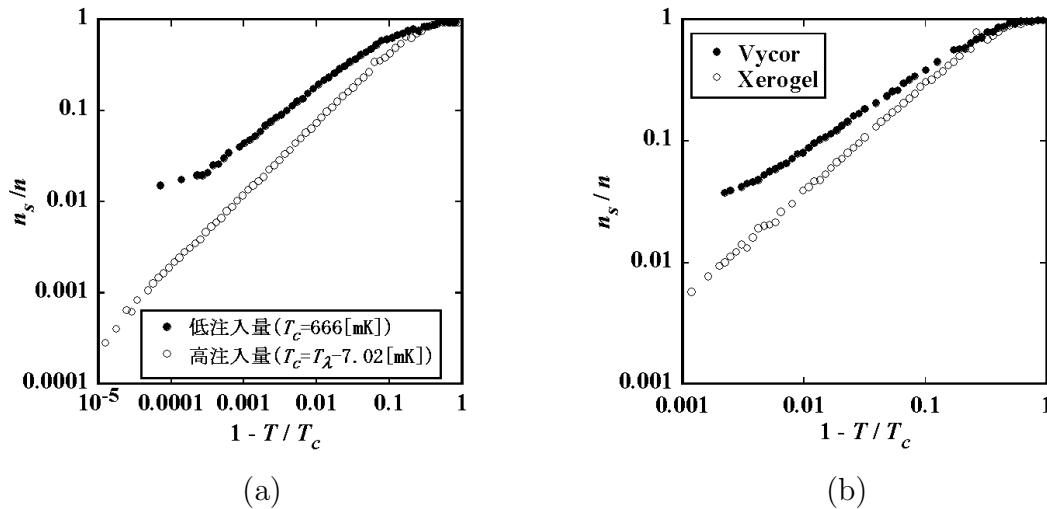 1
0.1
0.01
0.001
0.0001
n_s/n
低注入量(T_c=666[mK])
高注入量(T_c=T_λ-7.02[mK])
10^-5 0.0001 0.001 0.01 0.1 1
1 - T / T_c
(a)
1
0.1
0.01
0.001
n_s/n
Vycor
Xerogel
0.001 0.01 0.1 1
1 - T / T_c
(b)